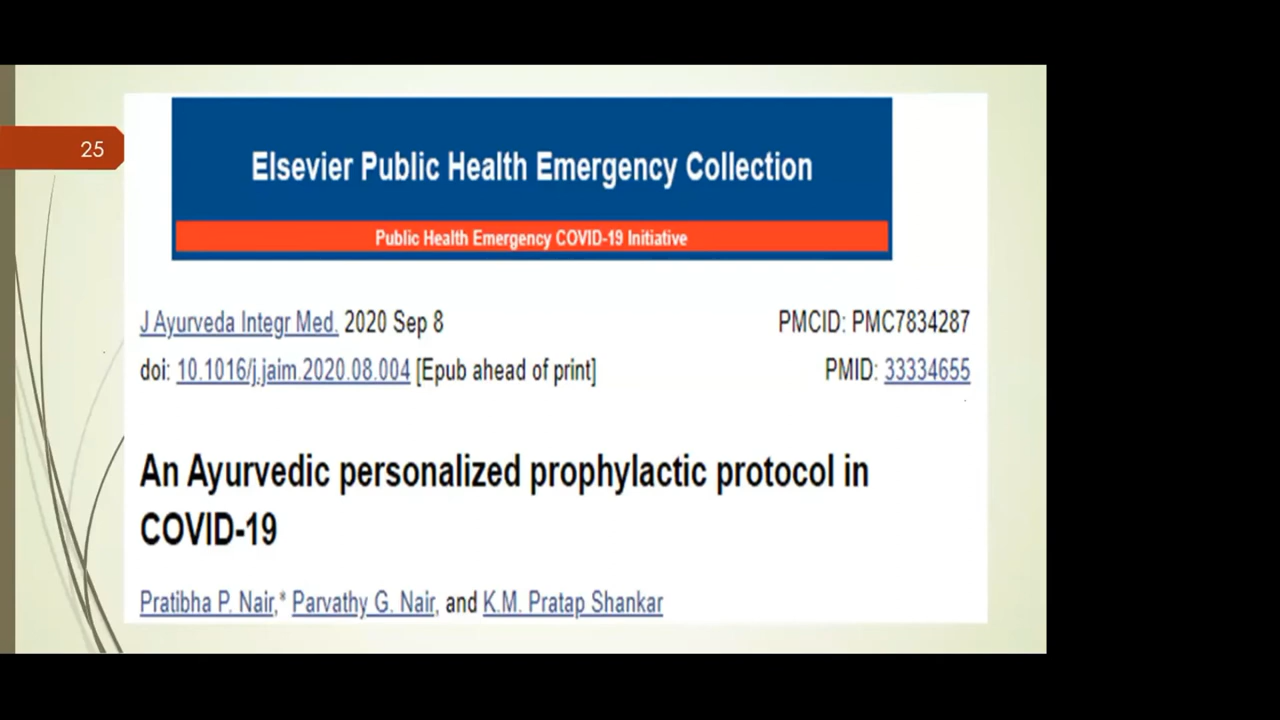 25
Elsevier Public Health Emergency Collection
Public Health Emergency COVID-19 Initiative
J Ayurveda Integr Med. 2020 Sep 8 PMCID: PMC7834287
doi: 10.1016/j.jaim.2020.08.004 [Epub ahead of print] PMID: 33334655
An Ayurvedic personalized prophylactic protocol in
COVID-19
Pratibha P. Nair,* Parvathy G. Nair, and K.M. Pratap Shankar